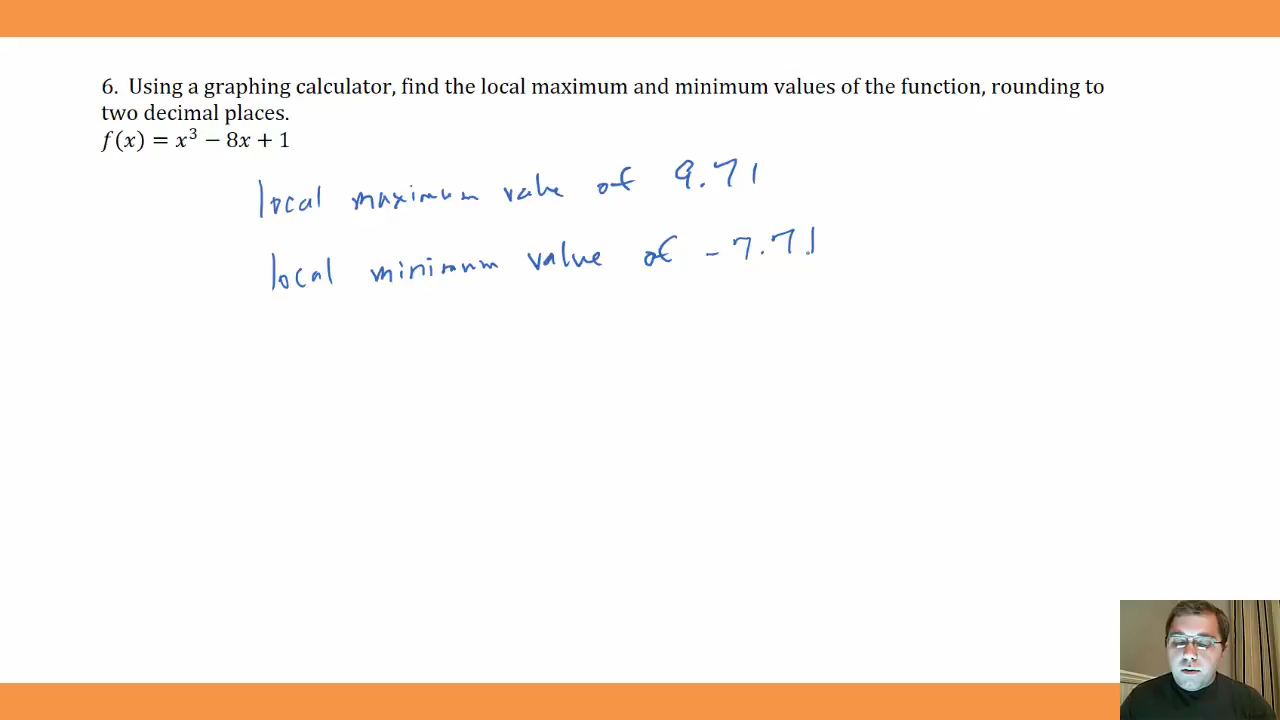 6. Using a graphing calculator, find the local maximum and minimum values of the function, rounding to
two decimal places.
f(x) = x³ − 8x + 1
local maximum value of 9.71
local minimum value of -7.71